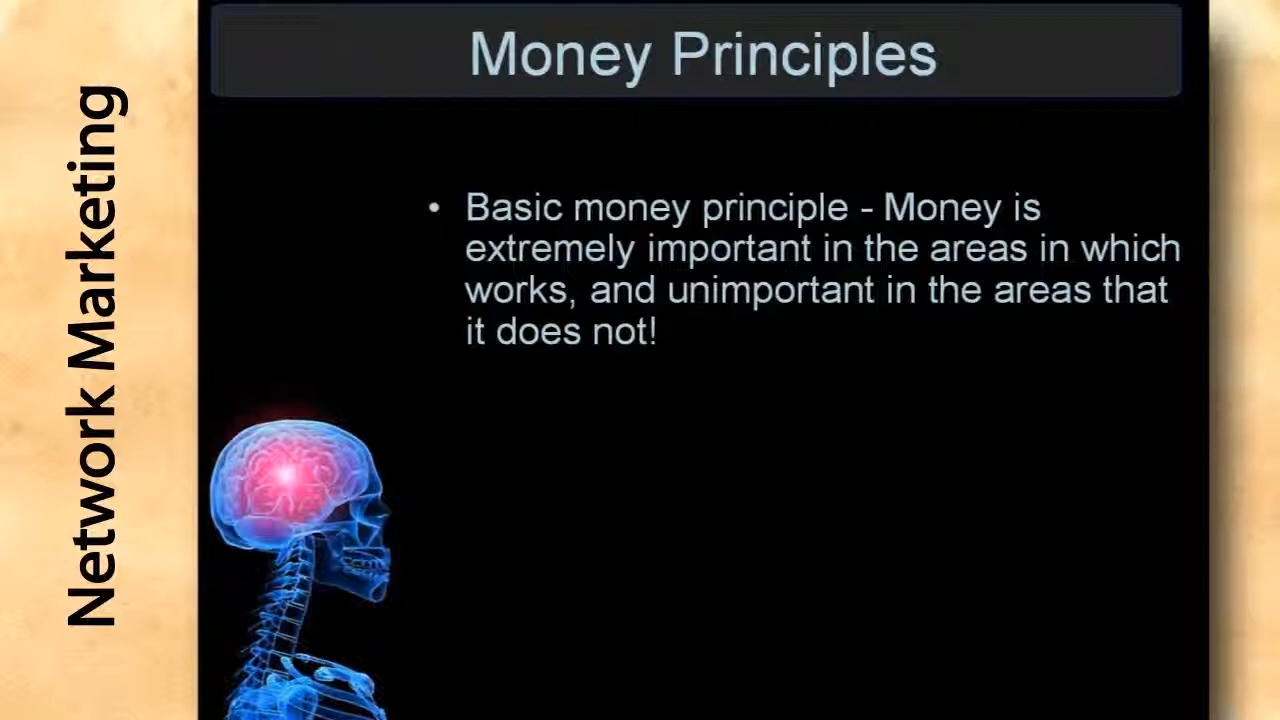 Network Marketing
Money Principles
• Basic money principle - Money is
extremely important in the areas in which
works, and unimportant in the areas that
it does not!